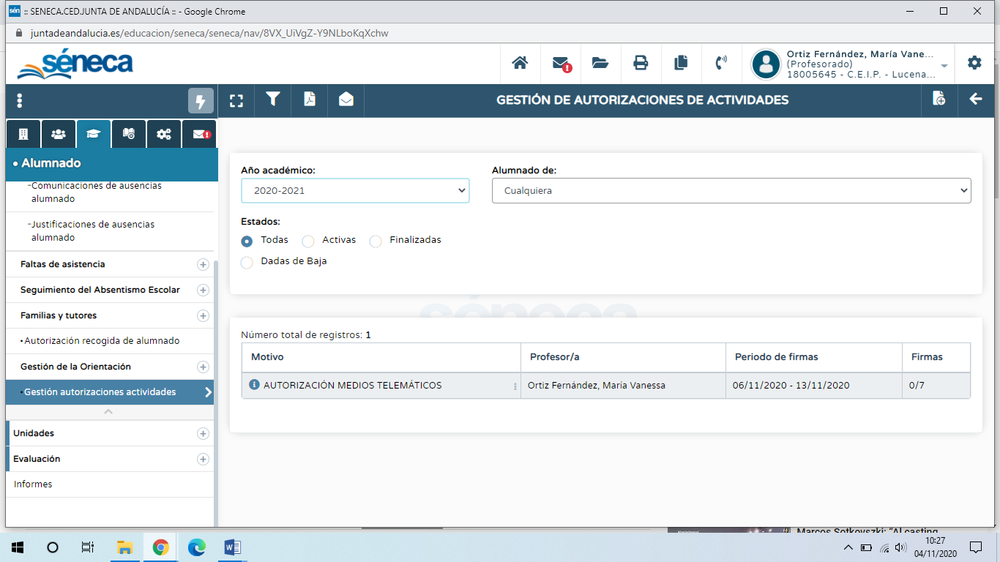 :: SENECA.CEDJUNTA DE ANDALUCÍA :: - Google Chrome
juntadeandalucia.es/educacion/seneca/seneca/nav/8VX_UiVgZ-Y9NLboKqXchw
séneca
Ortiz Fernández, María Vane...
(Profesorado)
18005645 - C.E.I.P. - Lucena...
GESTIÓN DE AUTORIZACIONES DE ACTIVIDADES
• Alumnado
-Comunicaciones de ausencias
alumnado
-Justificaciones de ausencias
alumnado
Faltas de asistencia
Seguimiento del Absentismo Escolar
Familias y tutores
•Autorización recogida de alumnado
Gestión de la Orientación
•Gestión autorizaciones actividades
Unidades
Evaluación
Informes
Año académico:
Alumnado de:
2020-2021
Cualquiera
Estados:
Todas Activas Finalizadas
Dadas de Baja
séneca
Número total de registros: 1
Motivo Profesor/a Periodo de firmas Firmas
AUTORIZACIÓN MEDIOS TELEMÁTICOS Ortiz Fernández, María Vanessa 06/11/2020 - 13/11/2020 0/7
Marcos Sotkovszki: “Al casting
10:27
04/11/2020